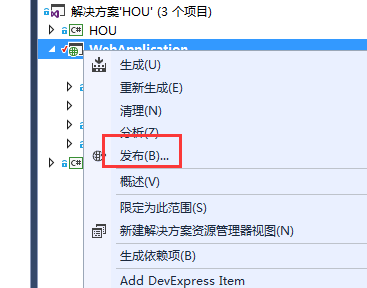 解决方案'HOU' (3 个项目)
C# HOU
WebApplication
生成(U)
重新生成(E)
清理(N)
分析(Z)
发布(B)...
C#
概述(V)
限定为此范围(S)
新建解决方案资源管理器视图(N)
生成依赖项(B)
Add DevExpress Item